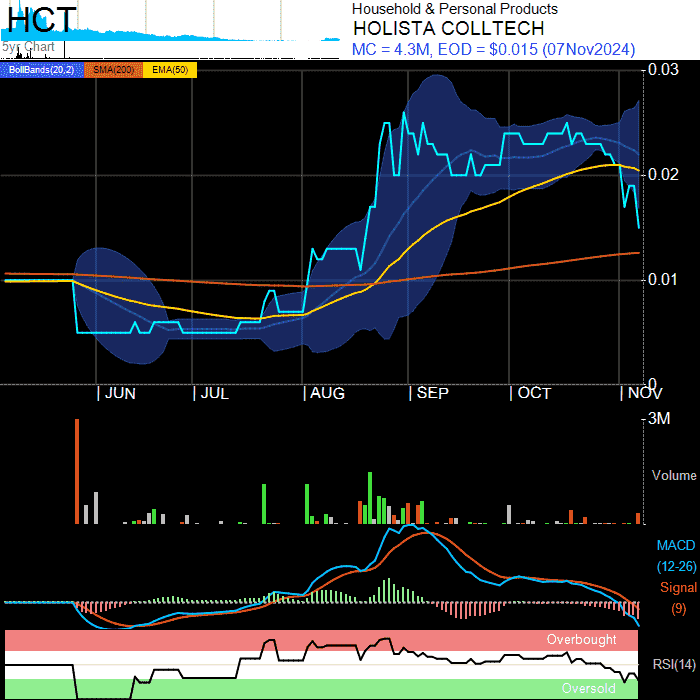 HCT
5yr Chart
Household & Personal Products
HOLISTA COLLTECH
MC = 4.3M, EOD = $0.015 (07Nov2024)
BollBands(20,2) SMA(200) EMA(50)
0.03
0.02
0.01
0
| JUN | JUL | AUG | SEP | OCT | NOV
3M
Volume
MACD
(12-26)
Signal
(9)
Overbought
RSI(14)
Oversold